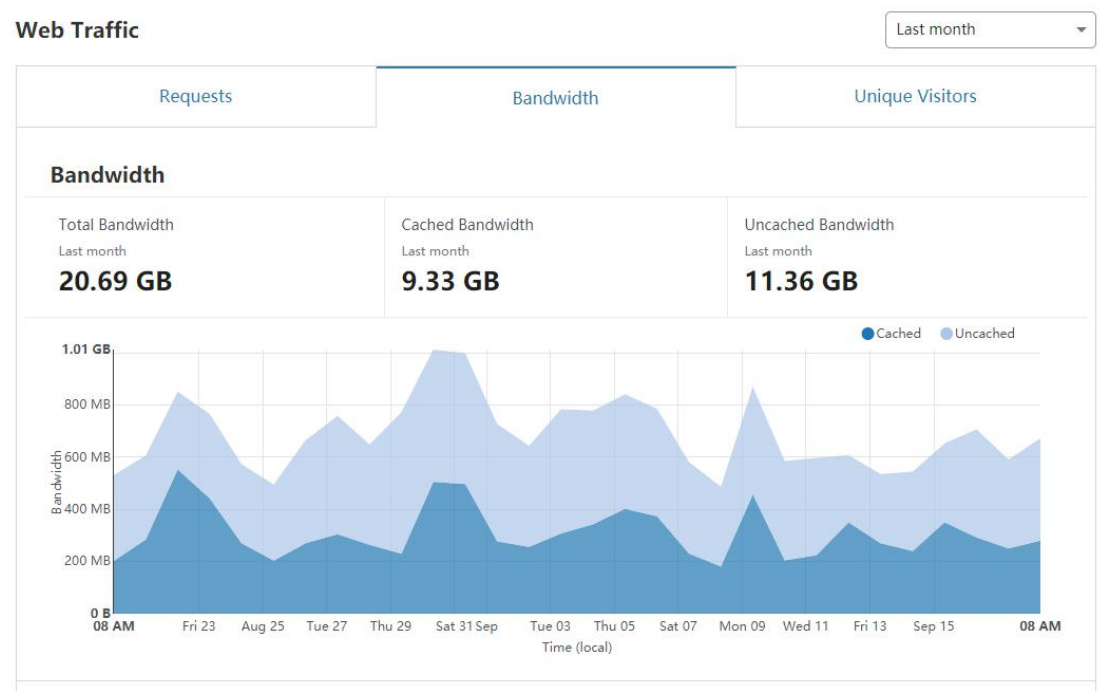 Web Traffic
Last month
Requests
Bandwidth
Unique Visitors
Bandwidth
Total Bandwidth
Last month
20.69 GB
Cached Bandwidth
Last month
9.33 GB
Uncached Bandwidth
Last month
11.36 GB
Cached
Uncached
1.01 GB
800 MB
600 MB
400 MB
200 MB
0 B
Bandwidth
08 AM
Fri 23
Aug 25
Tue 27
Thu 29
Sat 31
Sep
Tue 03
Thu 05
Sat 07
Mon 09
Wed 11
Fri 13
Sep 15
08 AM
Time (local)